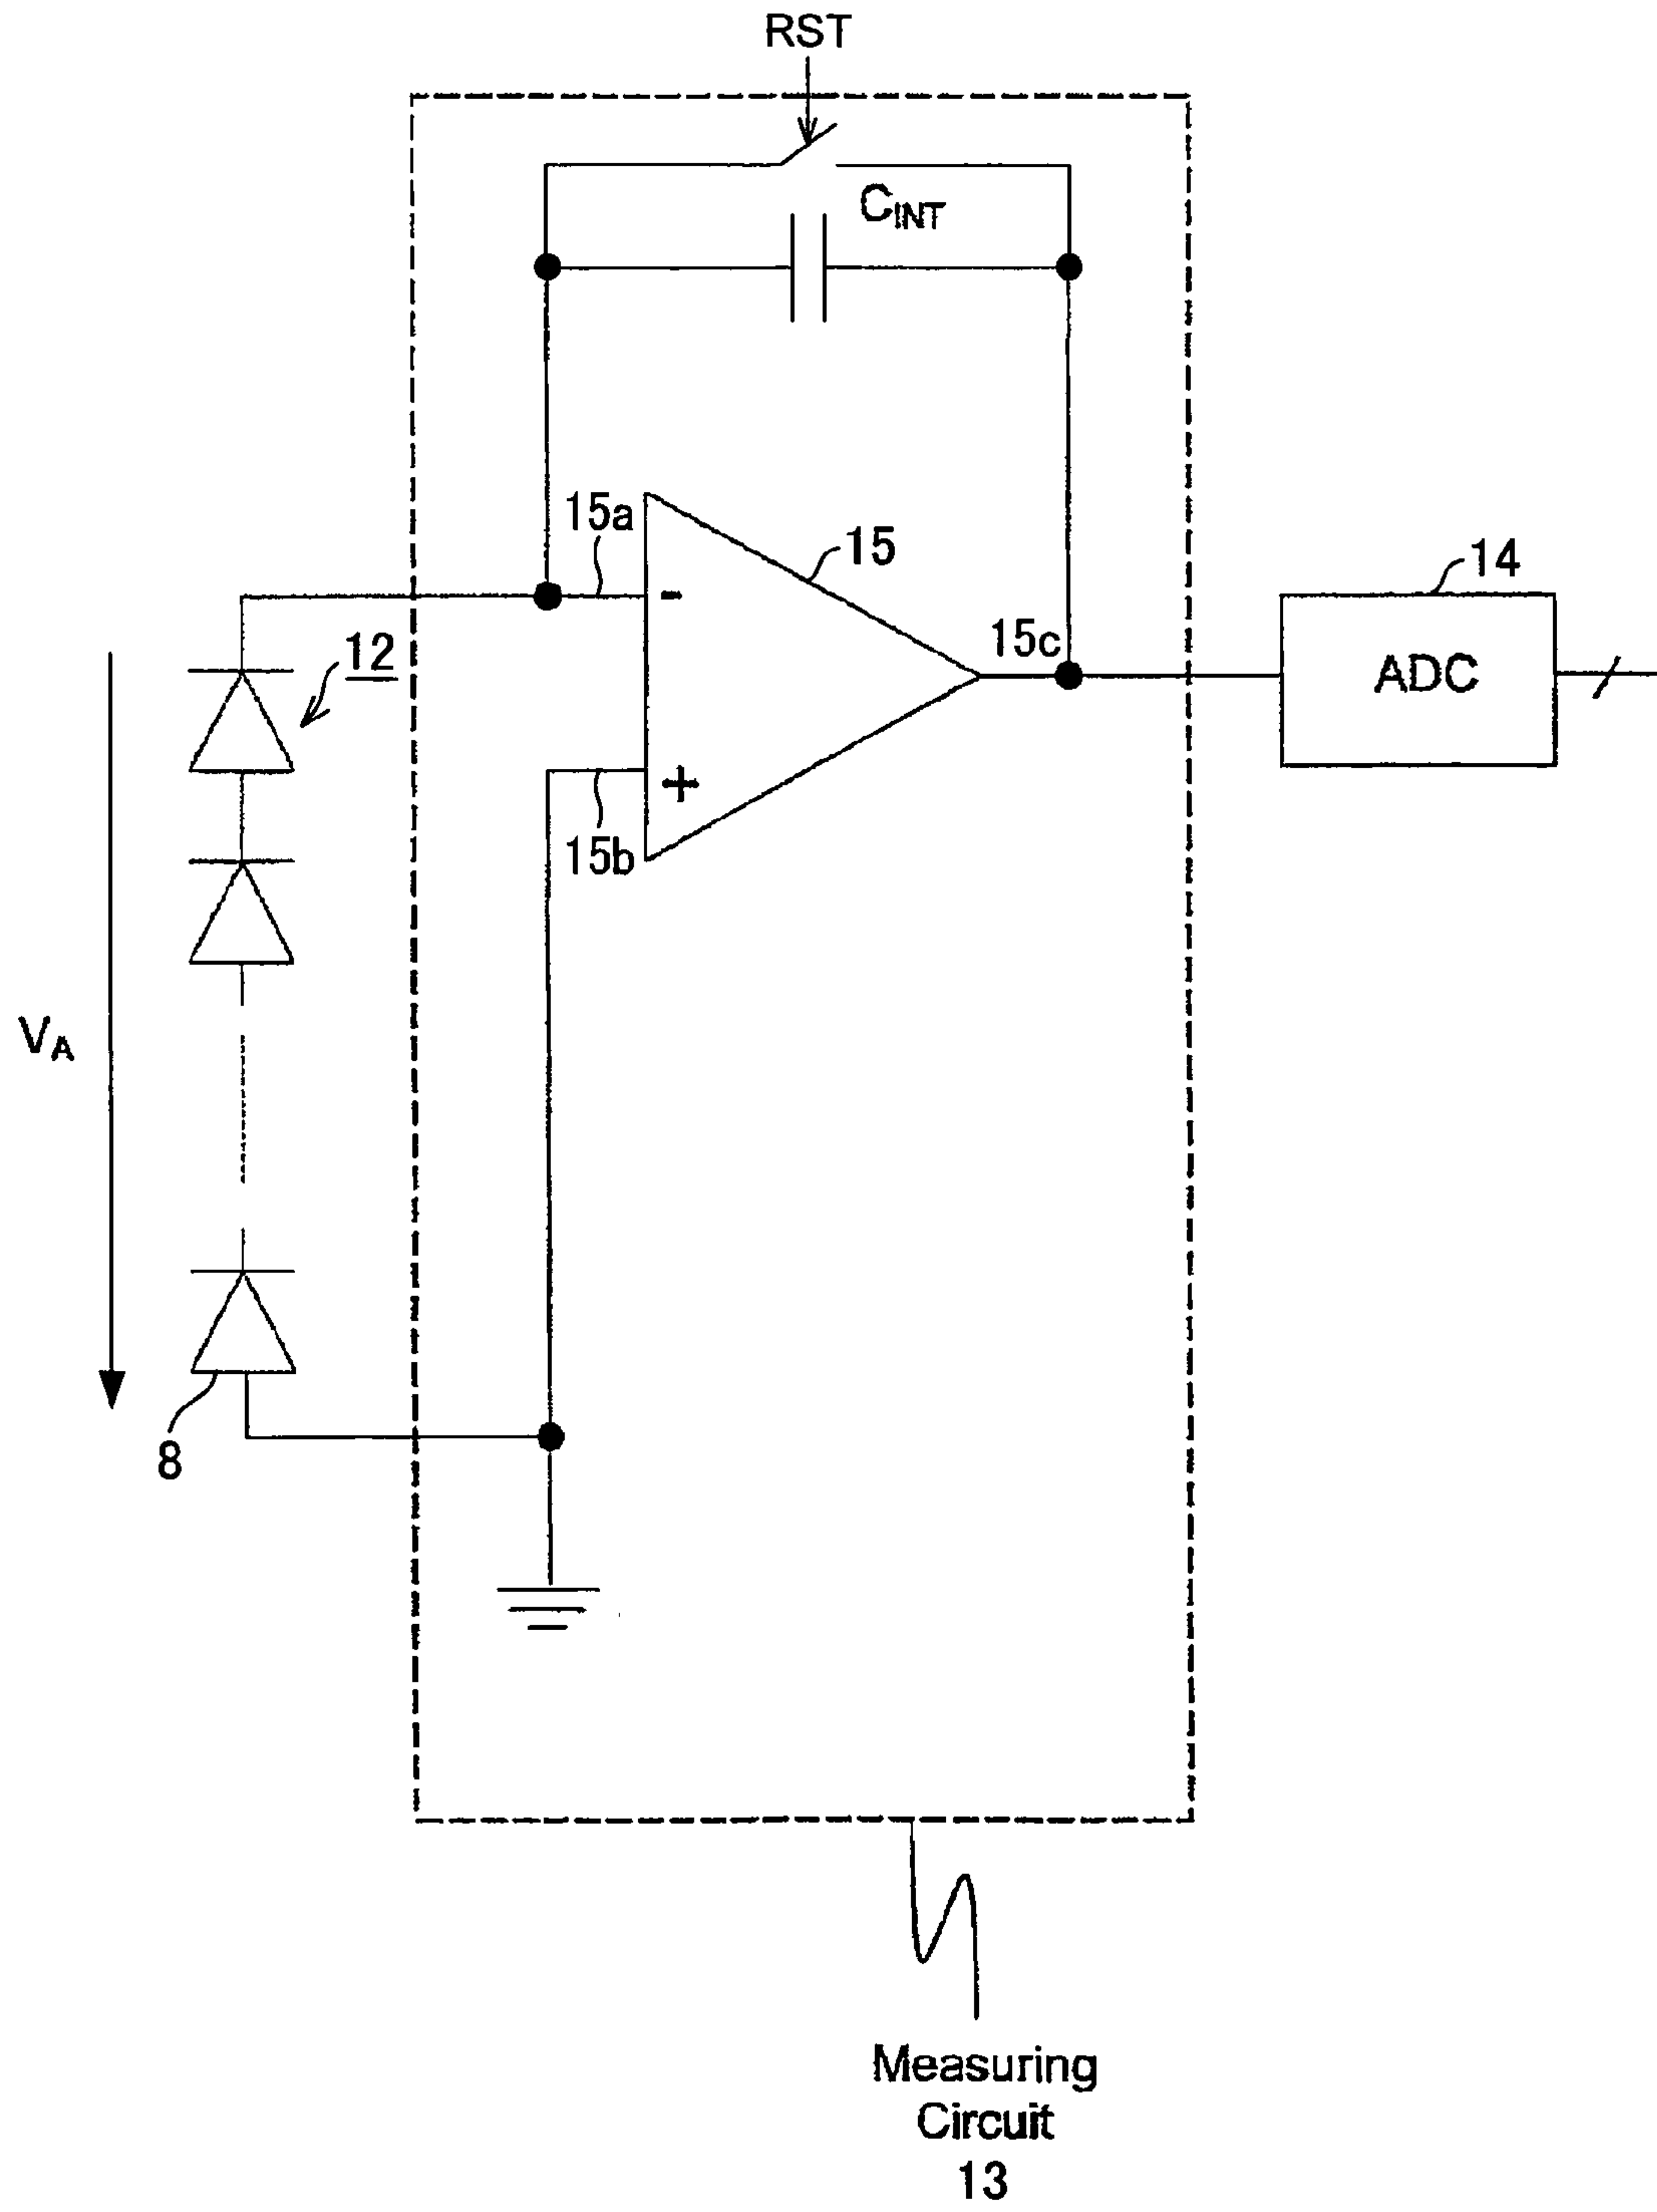 RST
CINT
15a
15
14
15c
12
ADC
-
+
15b
VA
8
Measuring
Circuit
13